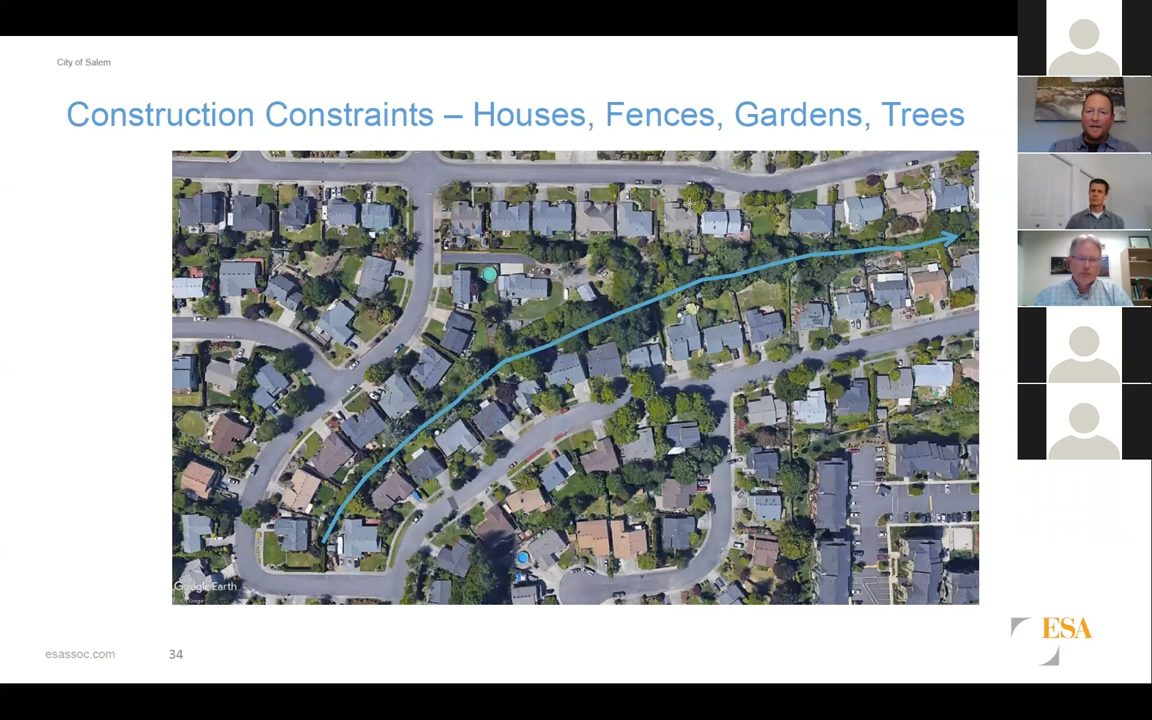 City of Salem
Construction Constraints – Houses, Fences, Gardens, Trees
Google Earth
ESA
esassoc.com
34